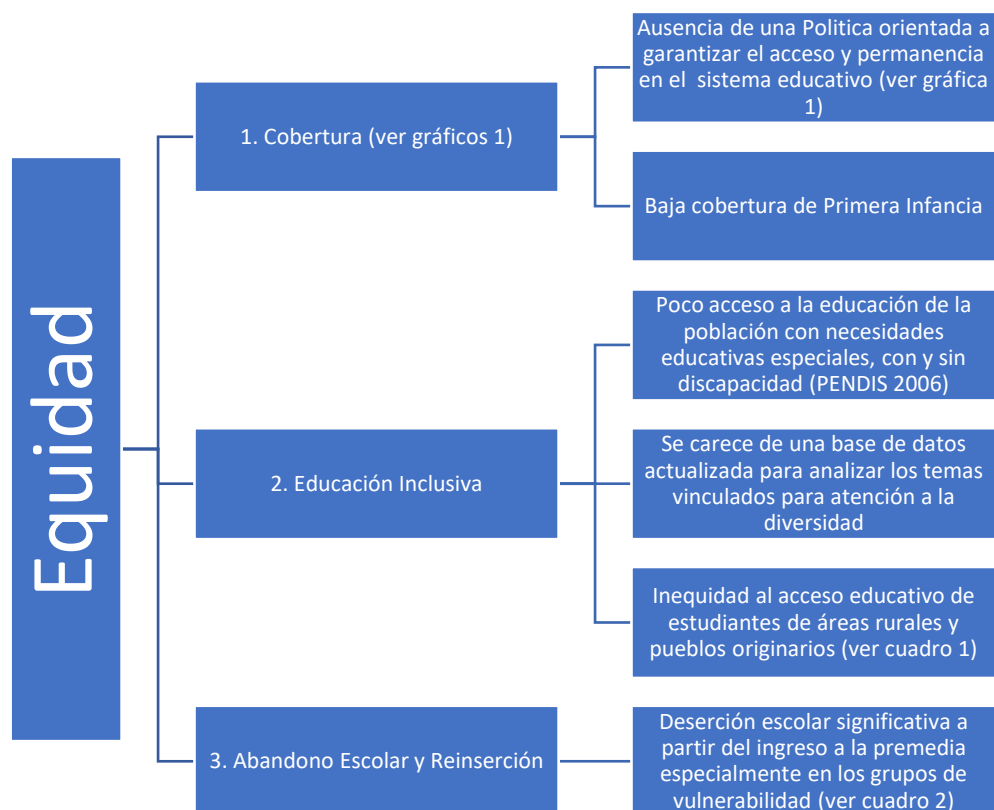 Equidad
1. Cobertura (ver gráficos 1)
Ausencia de una Politica orientada a
garantizar el acceso y permanencia
en el sistema educativo (ver gráfica
1)
Baja cobertura de Primera Infancia
2. Educación Inclusiva
Poco acceso a la educación de la
población con necesidades
educativas especiales, con y sin
discapacidad (PENDIS 2006)
Se carece de una base de datos
actualizada para analizar los temas
vinculados para atención a la
diversidad
Inequidad al acceso educativo de
estudiantes de áreas rurales y
pueblos originarios (ver cuadro 1)
3. Abandono Escolar y Reinserción
Deserción escolar significativa a
partir del ingreso a la premedia
especialmente en los grupos de
vulnerabilidad (ver cuadro 2)